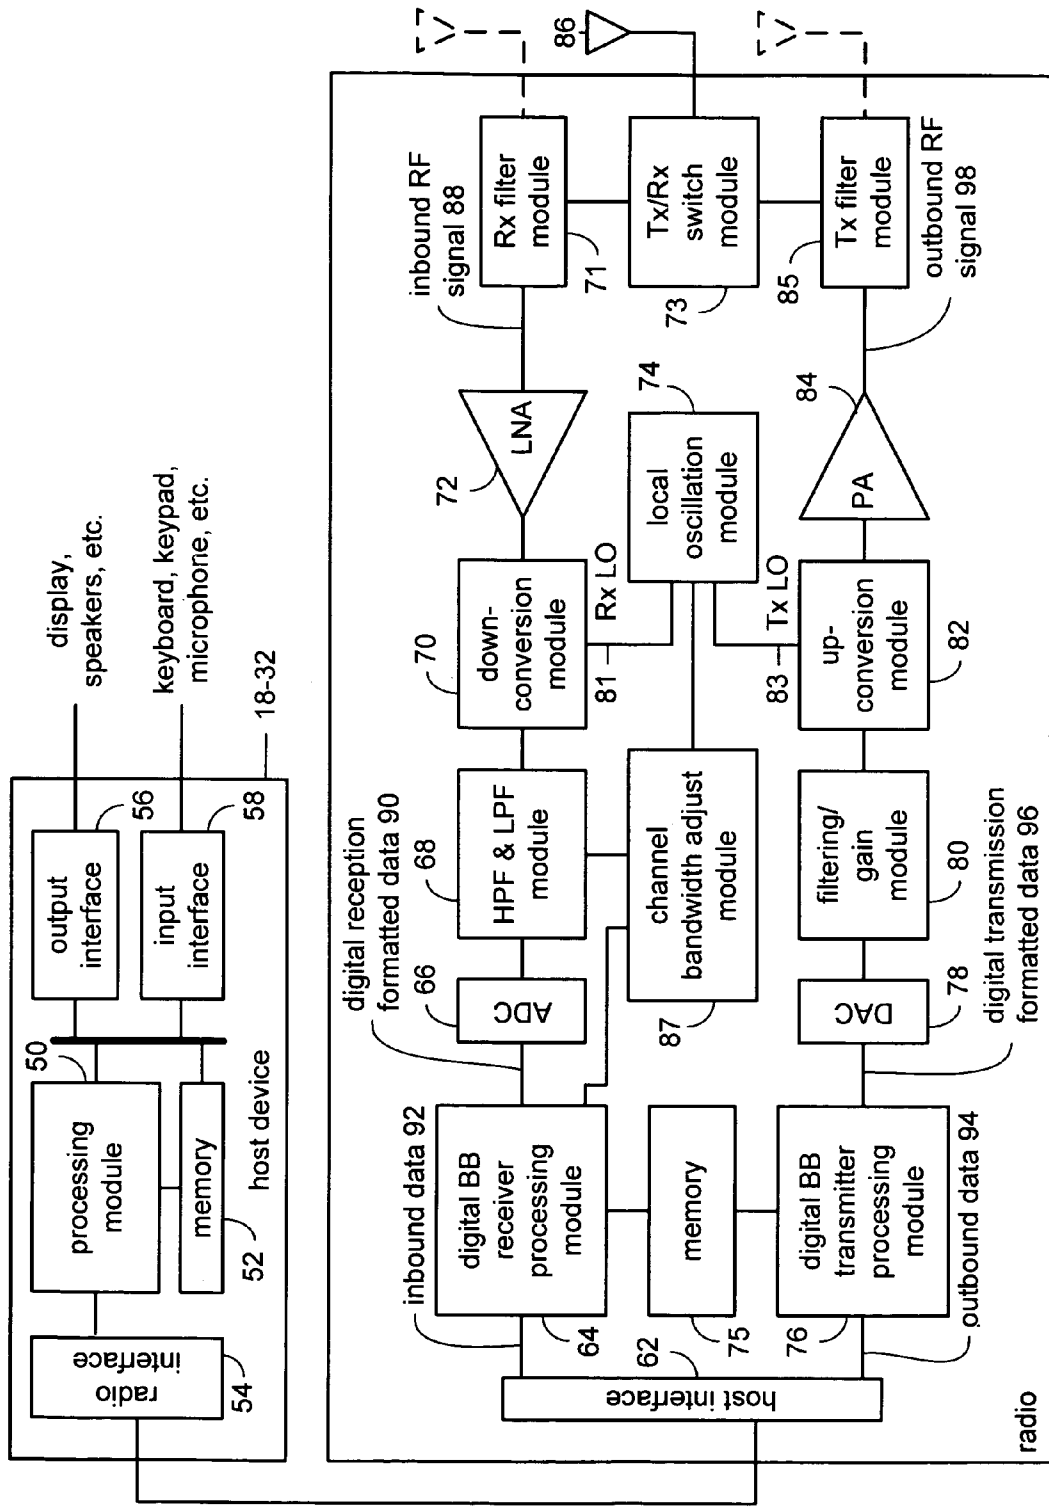 display,
speakers, etc.
keyboard, keypad,
microphone, etc.
18-32
output
interface
56
input
interface
58
50
processing
module
memory
52
host device
radio
interface
54
host interface
62
radio
inbound data 92
digital BB
receiver
processing
module
64
memory
75
digital BB
transmitter
processing
module
76
outbound data 94
digital reception
formatted data 90
ADC
66
HPF & LPF
module
68
down-
conversion
module
70
LNA
72
inbound RF
signal 88
Rx filter
module
71
Tx/Rx
switch
module
73
86
channel
bandwidth adjust
module
87
local
oscillation
module
74
Rx LO
81
Tx LO
83
DAC
78
digital transmission
formatted data 96
filtering/
gain
module
80
up-
conversion
module
82
PA
84
outbound RF
signal 98
Tx filter
module
85